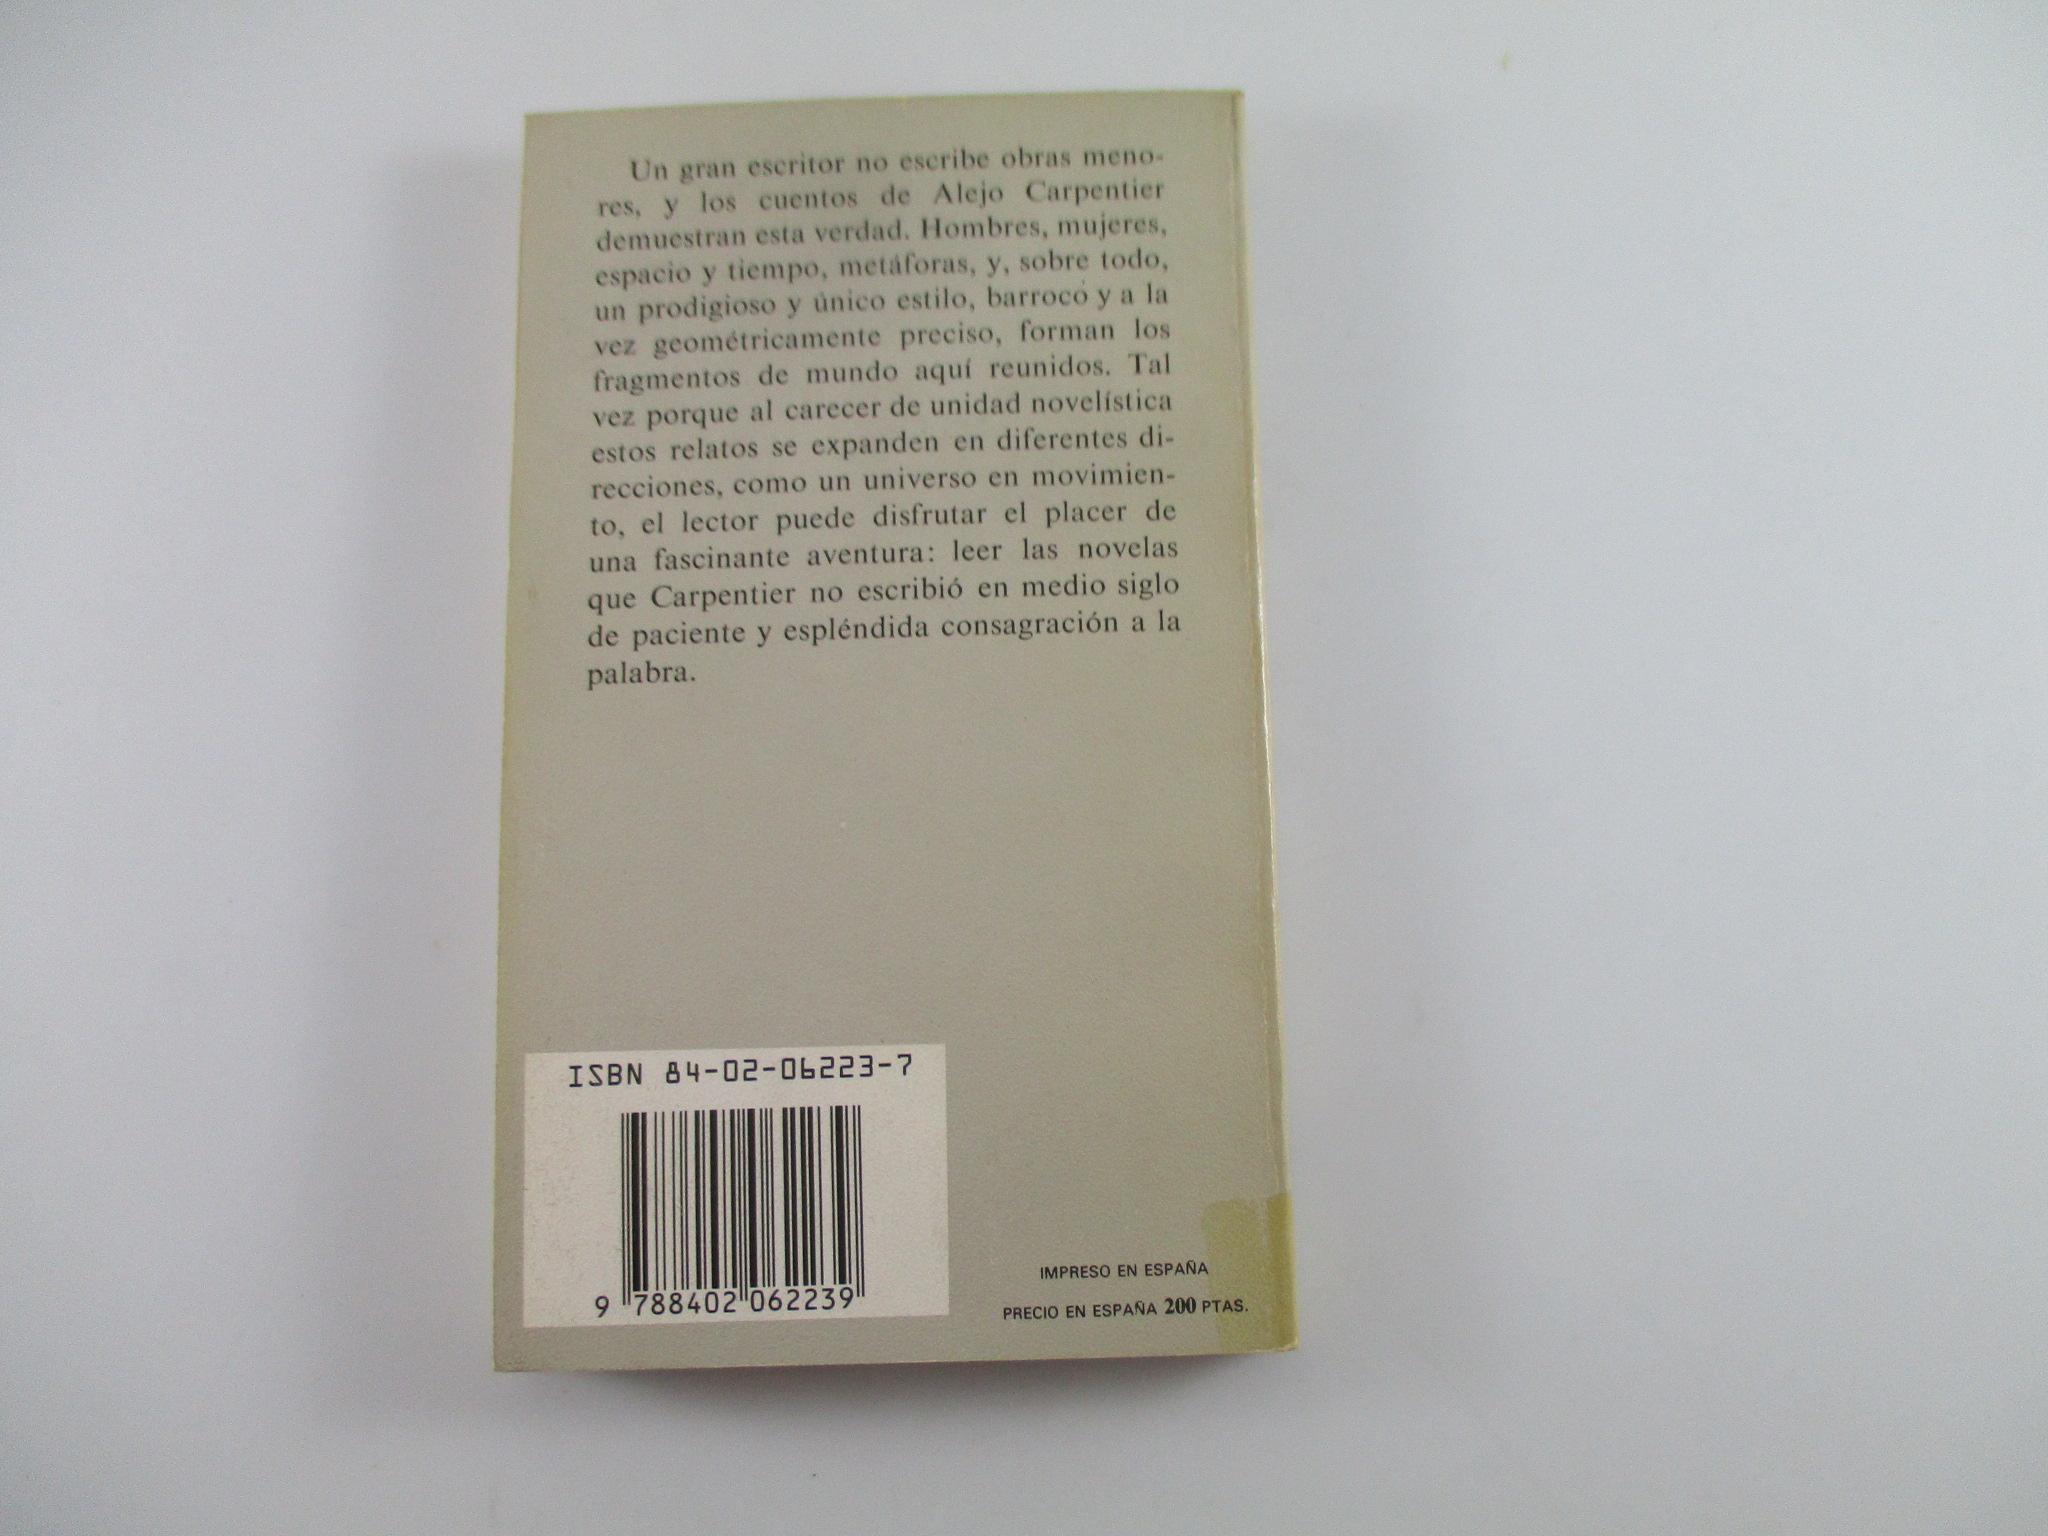 Un gran escritor no escribe obras meno-
res, y los cuentos de Alejo Carpentier
demuestran esta verdad. Hombres, mujeres,
espacio y tiempo, metáforas, y, sobre todo,
un prodigioso y único estilo, barroco y a la
vez geométricamente preciso, forman los
fragmentos de mundo aquí reunidos. Tal
vez porque al carecer de unidad novelística
estos relatos se expanden en diferentes di-
recciones, como un universo en movimien-
to, el lector puede disfrutar el placer de
una fascinante aventura: leer las novelas
que Carpentier no escribió en medio siglo
de paciente y espléndida consagración a la
palabra.
ISBN 84-02-06223-7
9 788402 062239
IMPRESO EN ESPAÑA
PRECIO EN ESPAÑA 200 PTAS.